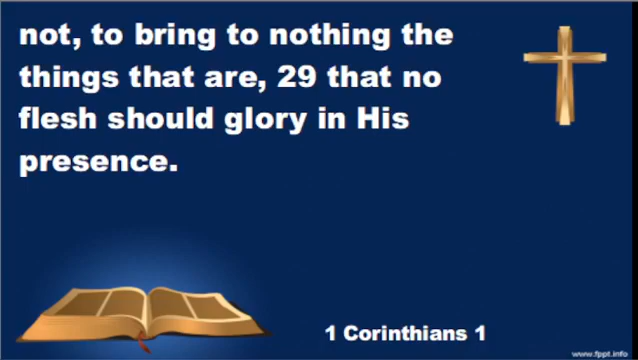 not, to bring to nothing the
things that are, 29 that no
flesh should glory in His
presence.
1 Corinthians 1
www.fppt.info